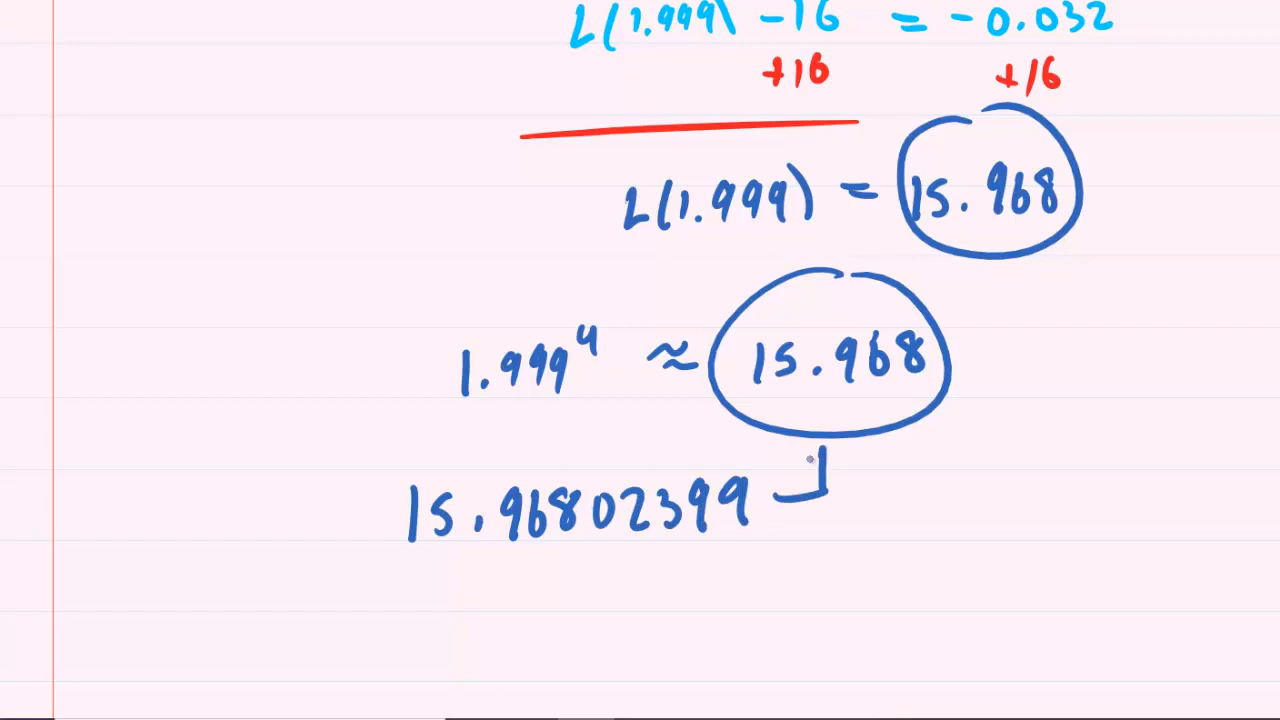 L(1.999) -16 = -0.032
+16 +16
L(1.999) = 15.968
1.999⁴ ≈ 15.968
15.96802399